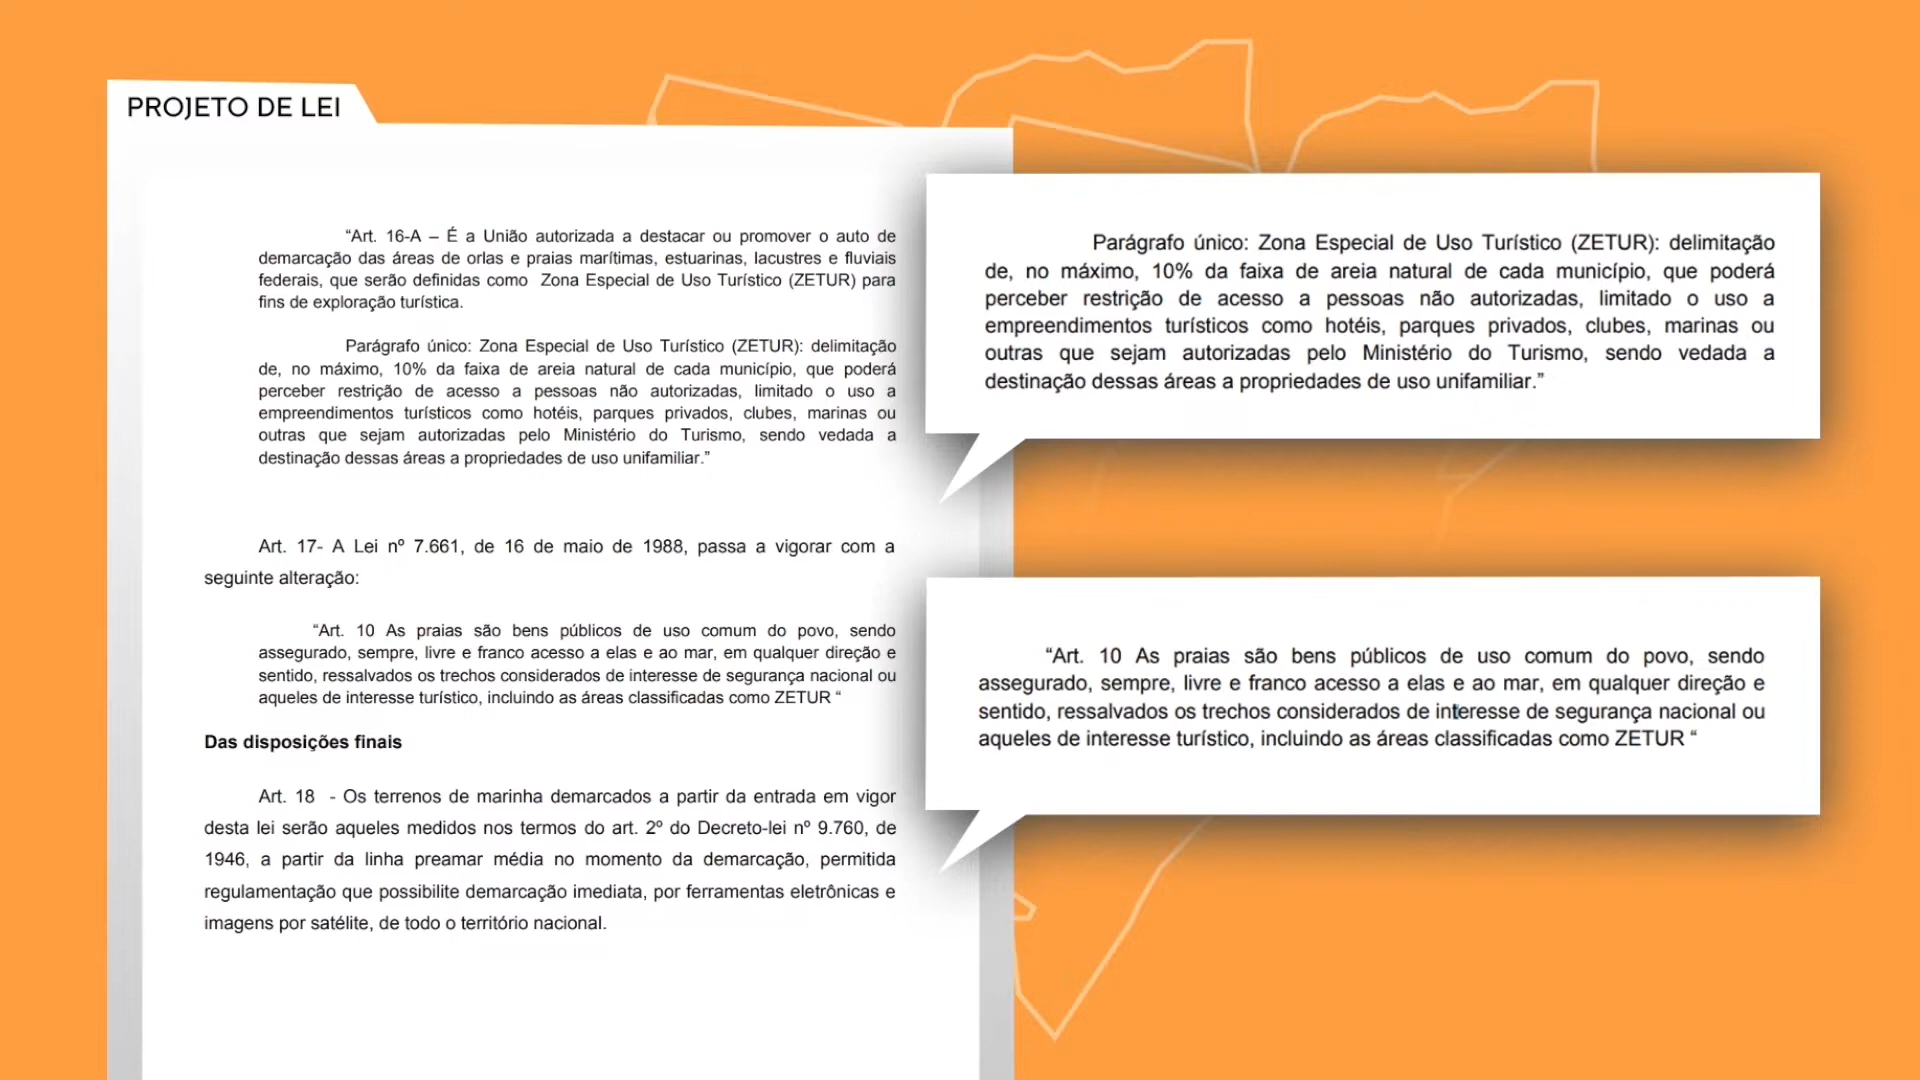 PROJETO DE LEI
“Art. 16-A – É a União autorizada a destacar ou promover o auto de
demarcação das áreas de orlas e praias marítimas, estuarinas, lacustres e fluviais
federais, que serão definidas como Zona Especial de Uso Turístico (ZETUR) para
fins de exploração turística.
Parágrafo único: Zona Especial de Uso Turístico (ZETUR): delimitação
de, no máximo, 10% da faixa de areia natural de cada município, que poderá
perceber restrição de acesso a pessoas não autorizadas, limitado o uso a
empreendimentos turísticos como hotéis, parques privados, clubes, marinas ou
outras que sejam autorizadas pelo Ministério do Turismo, sendo vedada a
destinação dessas áreas a propriedades de uso unifamiliar.”
Art. 17- A Lei nº 7.661, de 16 de maio de 1988, passa a vigorar com a
seguinte alteração:
“Art. 10 As praias são bens públicos de uso comum do povo, sendo
assegurado, sempre, livre e franco acesso a elas e ao mar, em qualquer direção e
sentido, ressalvados os trechos considerados de interesse de segurança nacional ou
aqueles de interesse turístico, incluindo as áreas classificadas como ZETUR “
Das disposições finais
Art. 18 - Os terrenos de marinha demarcados a partir da entrada em vigor
desta lei serão aqueles medidos nos termos do art. 2º do Decreto-lei nº 9.760, de
1946, a partir da linha preamar média no momento da demarcação, permitida
regulamentação que possibilite demarcação imediata, por ferramentas eletrônicas e
imagens por satélite, de todo o território nacional.
Parágrafo único: Zona Especial de Uso Turístico (ZETUR): delimitação
de, no máximo, 10% da faixa de areia natural de cada município, que poderá
perceber restrição de acesso a pessoas não autorizadas, limitado o uso a
empreendimentos turísticos como hotéis, parques privados, clubes, marinas ou
outras que sejam autorizadas pelo Ministério do Turismo, sendo vedada a
destinação dessas áreas a propriedades de uso unifamiliar.”
“Art. 10 As praias são bens públicos de uso comum do povo, sendo
assegurado, sempre, livre e franco acesso a elas e ao mar, em qualquer direção e
sentido, ressalvados os trechos considerados de interesse de segurança nacional ou
aqueles de interesse turístico, incluindo as áreas classificadas como ZETUR “